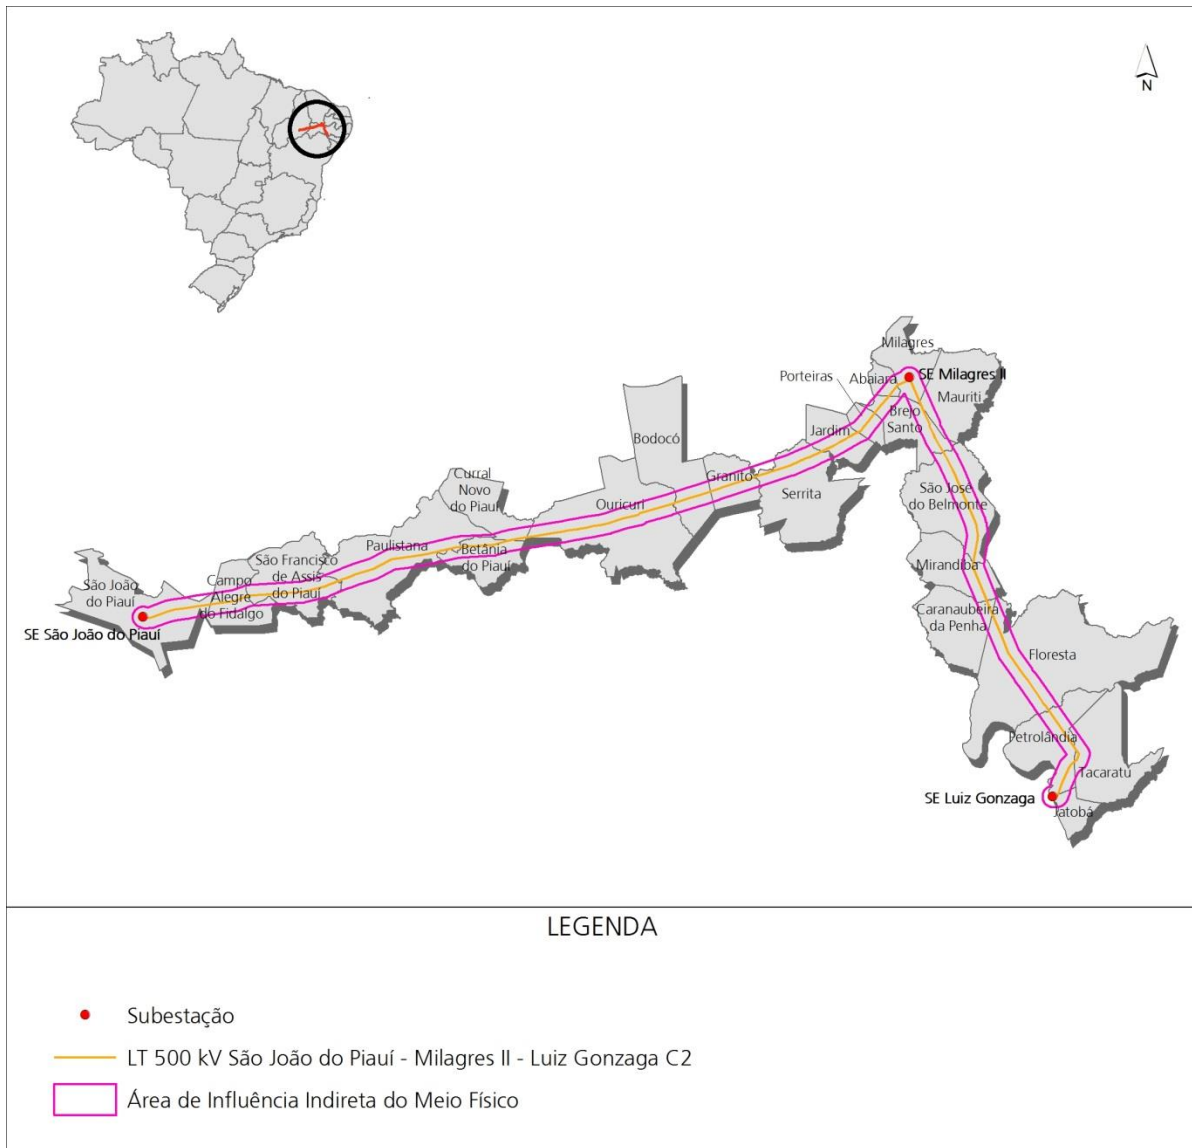 N
Milagres
SE Milagres II
Porteiras
Abaiara
Mauriti
Brejo
Santo
Jardim
Bodocó
Granito
Serrita
Curral
Novo
do Piauí
Ouricuri
São José
do Belmonte
Paulistana
Betânia
do Piauí
São Francisco
de Assis
do Piauí
Mirandiba
Campo
Alegre
do Fidalgo
São João
do Piauí
SE São João do Piauí
Caranaubeira
da Penha
Floresta
Petrolândia
Tacaratú
SE Luiz Gonzaga
Jatobá
LEGENDA
Subestação
LT 500 kV São João do Piauí - Milagres II - Luiz Gonzaga C2
Área de Influência Indireta do Meio Físico